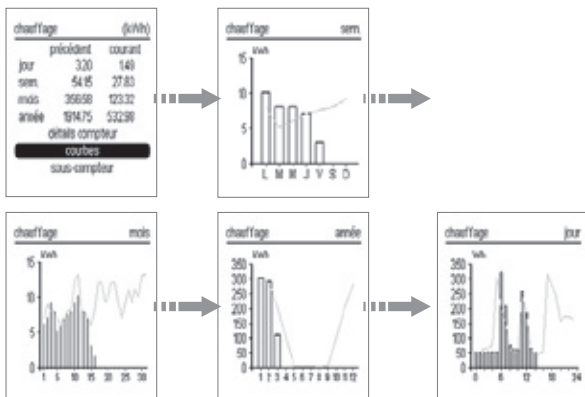 chauffage (kWh)
précédent courant
jour 3.20 1.49
sem. 54.15 27.83
mois 356.58 123.32
année 1914.75 532.98
détails compteur
courbes
sous-compteur
chauffage sem.
kWh
15
10
5
0
L M M J V S D
chauffage mois
kWh
15
10
5
0
1 5 10 15 20 25 30
chauffage année
kWh
350
300
250
200
150
100
50
0
1 2 3 4 5 6 7 8 9 10 11 12
chauffage jour
Wh
350
300
250
200
150
100
50
0
0 6 12 18 24